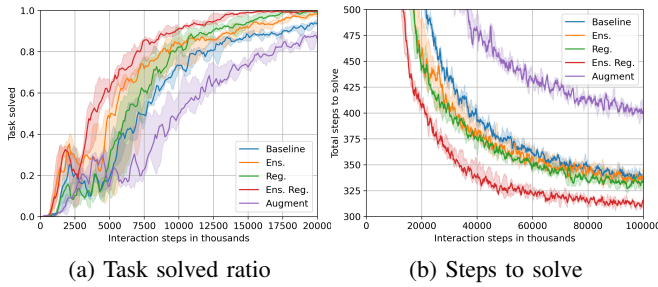 1.0
0.8
0.6
0.4
0.2
0.0
Task solved
Baseline
Ens.
Reg.
Ens. Reg.
Augment
0 2500 5000 7500 10000 12500 15000 17500 20000
Interaction steps in thousands
(a) Task solved ratio
500
475
450
425
400
375
350
325
300
Total steps to solve
Baseline
Ens.
Reg.
Ens. Reg.
Augment
0 20000 40000 60000 80000
Interaction steps in thousands
(b) Steps to solve